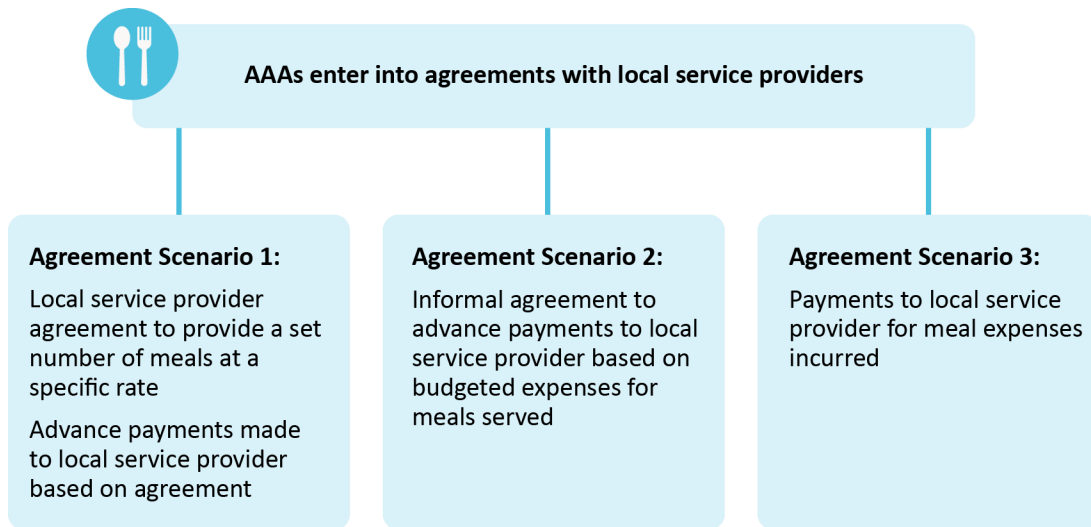 AAAs enter into agreements with local service providers
Agreement Scenario 1:
Local service provider
agreement to provide a set
number of meals at a
specific rate
Advance payments made
to local service provider
based on agreement
Agreement Scenario 2:
Informal agreement to
advance payments to local
service provider based on
budgeted expenses for
meals served
Agreement Scenario 3:
Payments to local service
provider for meal expenses
incurred